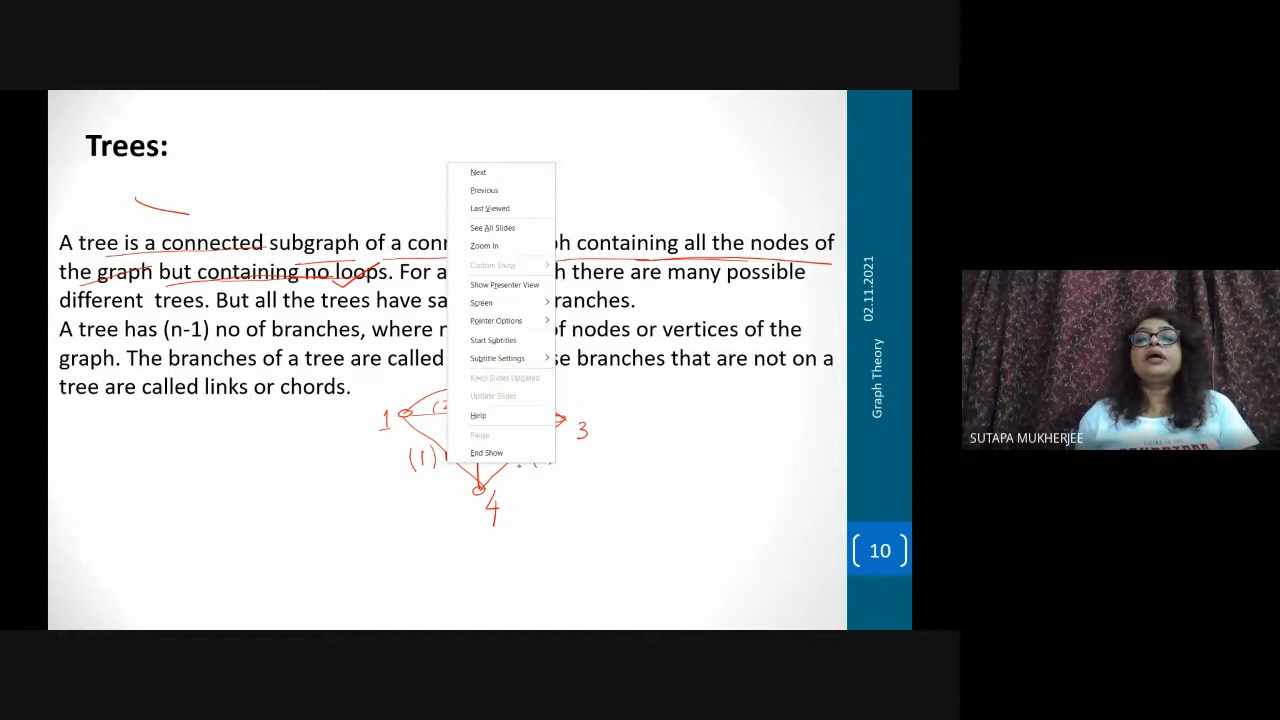 Trees:
A tree is a connected subgraph of a conn h containing all the nodes of
the graph but containing no loops. For a h there are many possible
different trees. But all the trees have sa ranches.
A tree has (n-1) no of branches, where n of nodes or vertices of the
graph. The branches of a tree are called se branches that are not on a
tree are called links or chords.
Next
Previous
Last Viewed
See All Slides
Zoom In
Custom Show
Show Presenter View
Screen
Pointer Options
Start Subtitles
Subtitle Settings
Keep Slides Updated
Update Slides
Help
Pause
End Show
1
(2
3
(1)
4
02.11.2021
Graph Theory
10
SUTAPA MUKHERJEE